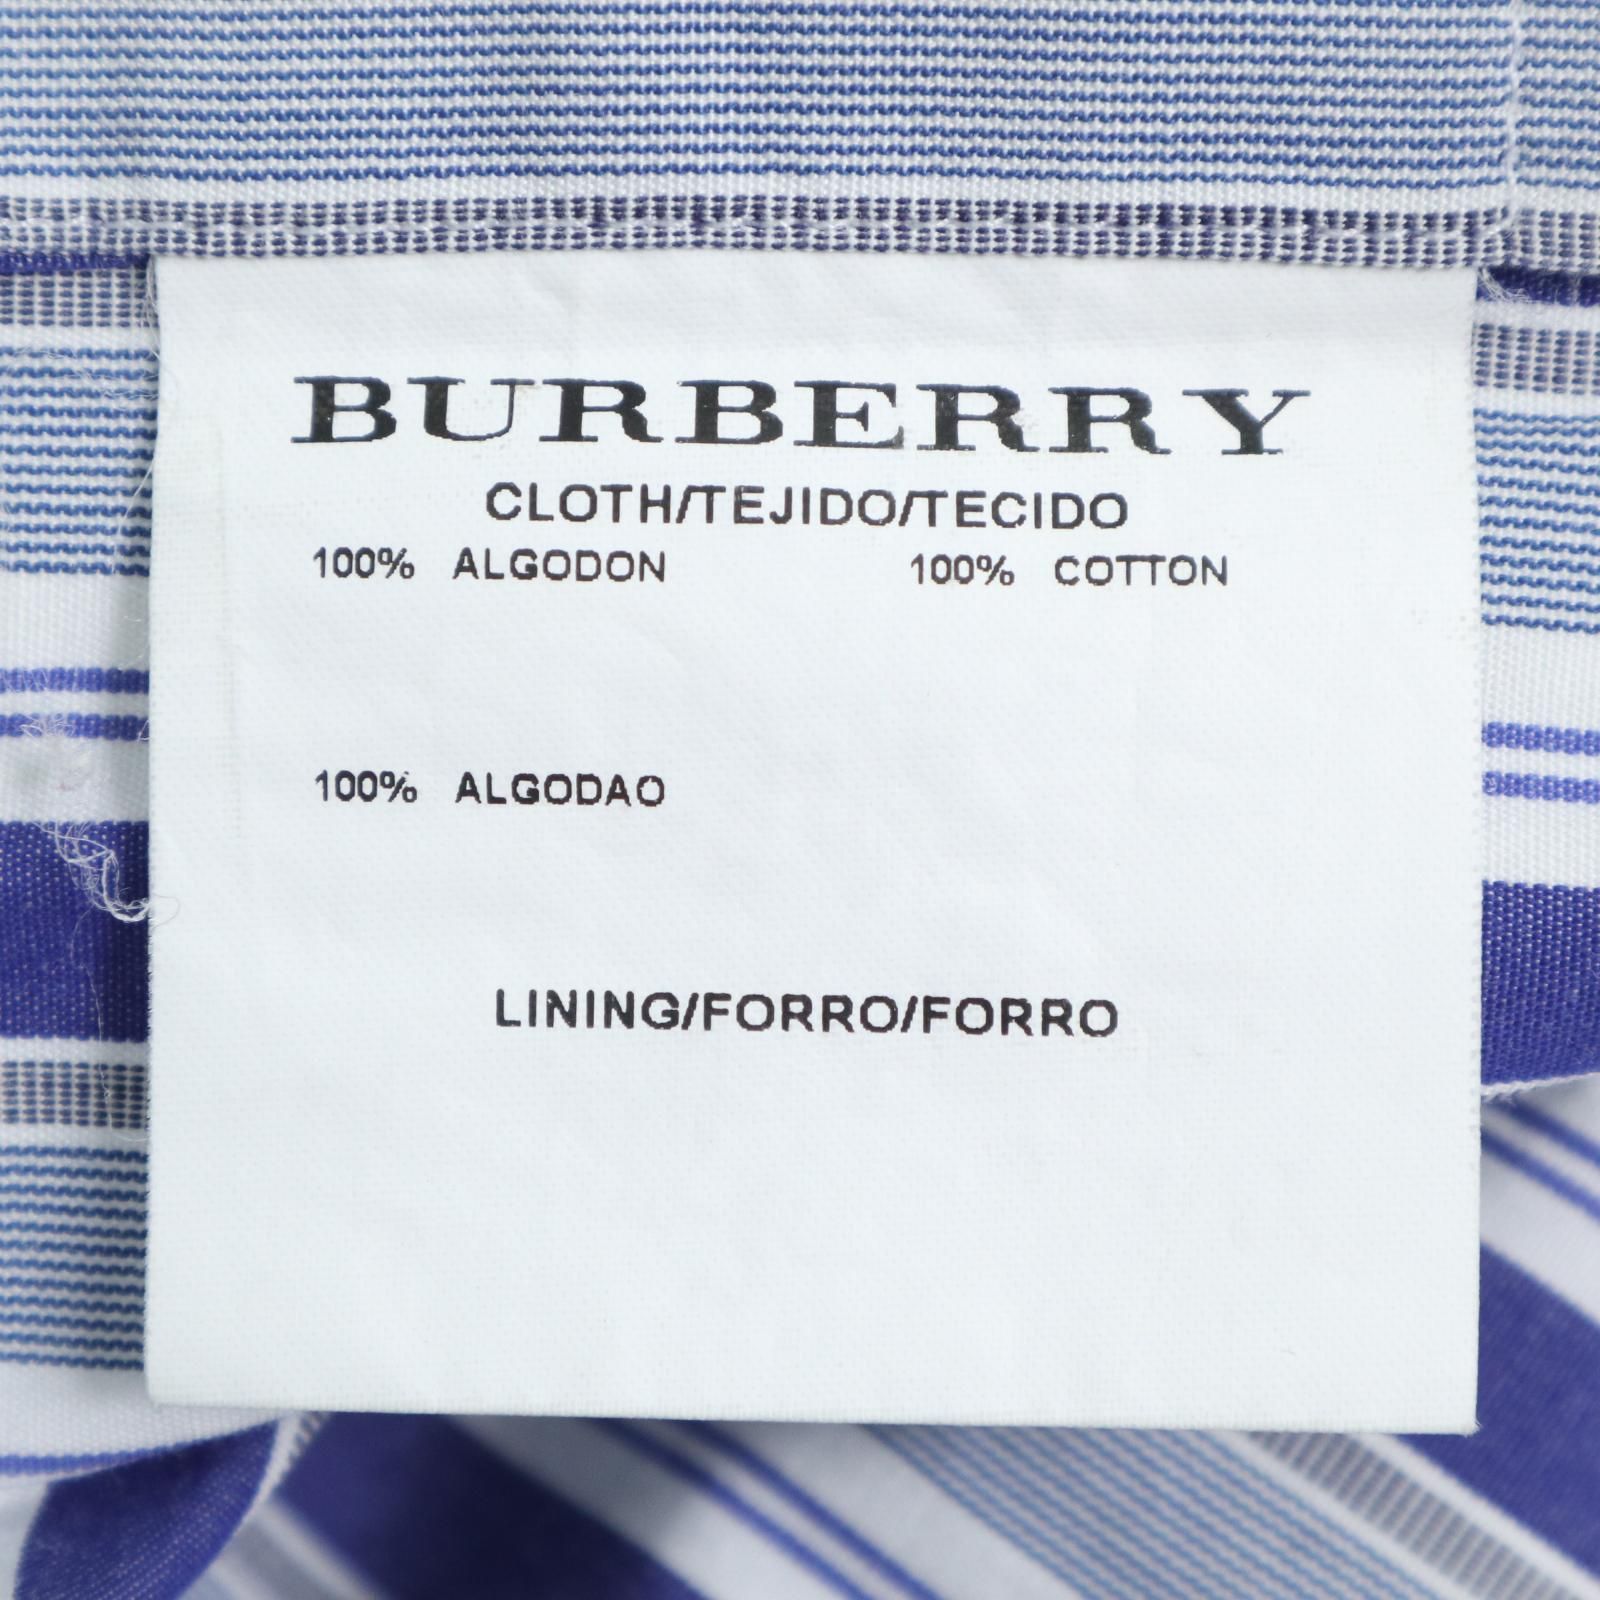 BURBERRY
CLOTH/TEJIDO/TECIDO
100% ALGODON 100% COTTON
100% ALGODAO
LINING/FORRO/FORRO